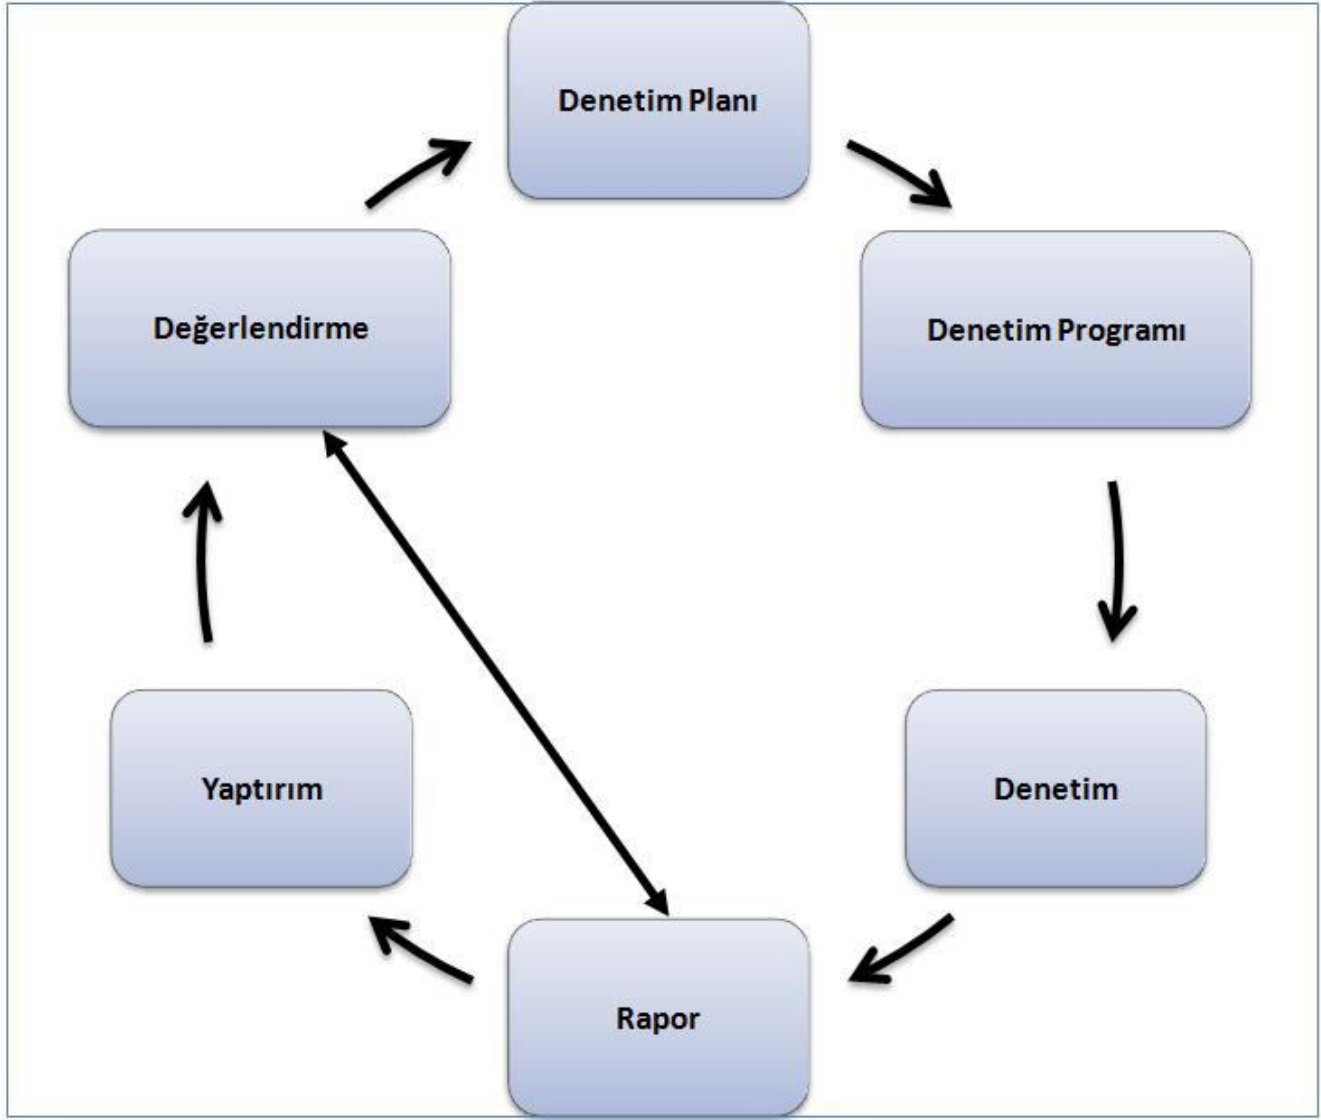 Denetim Planı
Değerlendirme
Denetim Programı
Yaptırım
Denetim
Rapor